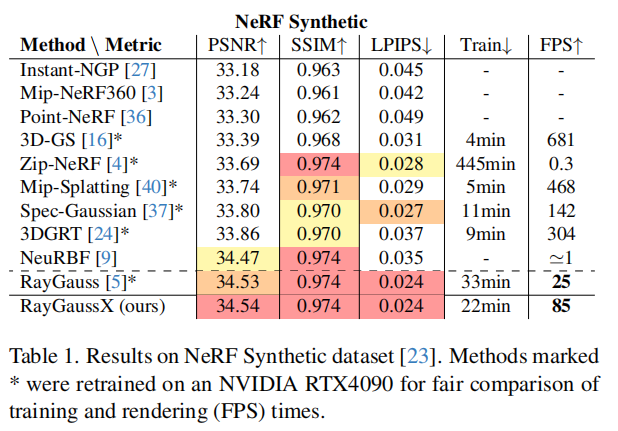 NeRF Synthetic
Method \ Metric PSNR↑ SSIM↑ LPIPS↓ Train↓ FPS↑
Instant-NGP [27] 33.18 0.963 0.045 - -
Mip-NeRF360 [3] 33.24 0.961 0.042 - -
Point-NeRF [36] 33.30 0.962 0.049 - -
3D-GS [16]* 33.39 0.968 0.031 4min 681
Zip-NeRF [4]* 33.69 0.974 0.028 445min 0.3
Mip-Splatting [40]* 33.74 0.971 0.029 5min 468
Spec-Gaussian [37]* 33.80 0.970 0.027 11min 142
3DGRT [24]* 33.86 0.970 0.037 9min 304
NeuRBF [9] 34.47 0.974 0.035 - ≃1
RayGauss [5]* 34.53 0.974 0.024 33min 25
RayGaussX (ours) 34.54 0.974 0.024 22min 85
Table 1. Results on NeRF Synthetic dataset [23]. Methods marked
* were retrained on an NVIDIA RTX4090 for fair comparison of
training and rendering (FPS) times.